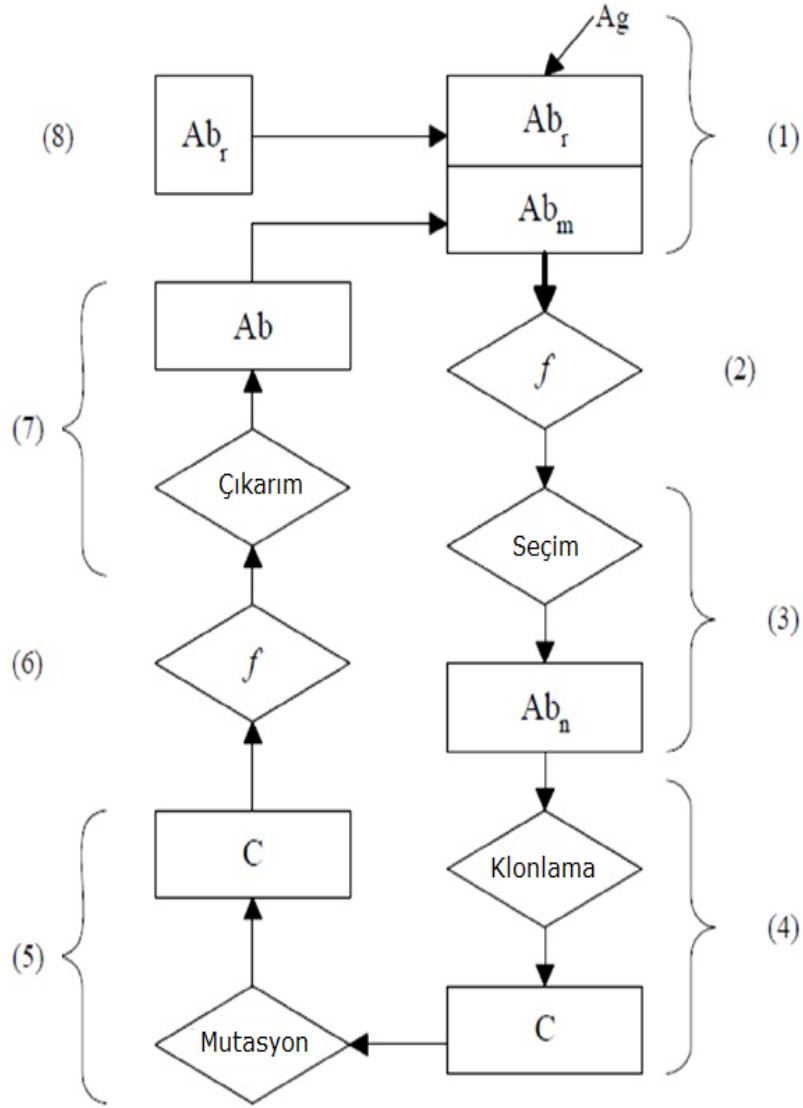 Ag
(8)
Ab_r
Ab_r
(1)
Ab_m
Ab
f
(2)
(7)
Çıkarım
Seçim
(3)
(6)
f
Ab_n
C
Klonlama
(5)
(4)
Mutasyon
C